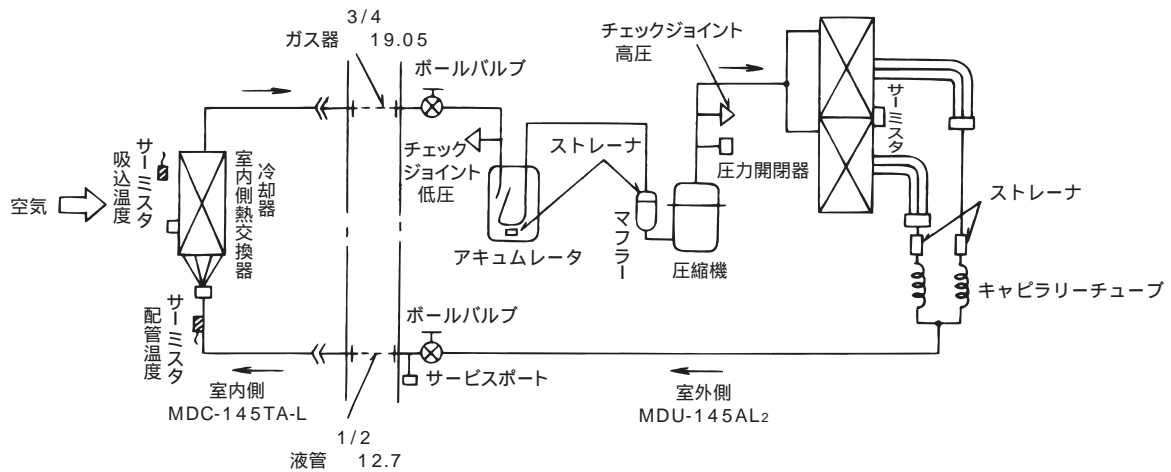 3/4
ガス器 19.05
ボールバルブ
チェックジョイント
高圧
サーミスタ
吸込温度
冷却器
室内側熱交換器
空気
チェック
ジョイント
低圧
ストレーナ
アキュムレータ
マフラー
圧縮機
圧力開閉器
サーミスタ
ストレーナ
キャピラリーチューブ
サーミスタ
配管温度
ボールバルブ
サービスポート
室内側
MDC-145TA-L
室外側
MDU-145AL2
1/2
液管 12.7